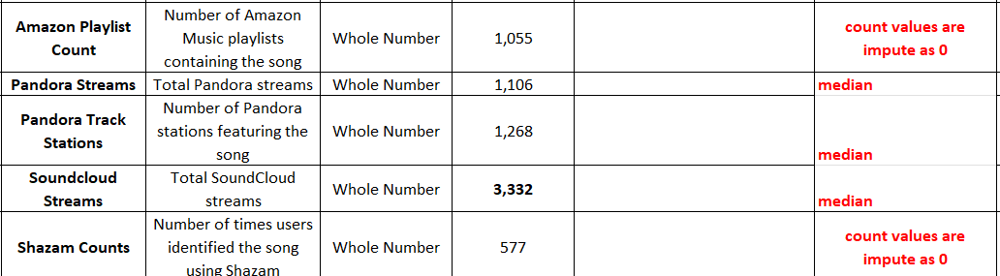 Amazon Playlist
Count
Number of Amazon
Music playlists
containing the song
Whole Number
1,055
count values are
impute as 0
Pandora Streams
Total Pandora streams
Whole Number
1,106
median
Pandora Track
Stations
Number of Pandora
stations featuring the
song
Whole Number
1,268
median
Soundcloud
Streams
Total SoundCloud
streams
Whole Number
3,332
median
Shazam Counts
Number of times users
identified the song
using Shazam
Whole Number
577
count values are
impute as 0